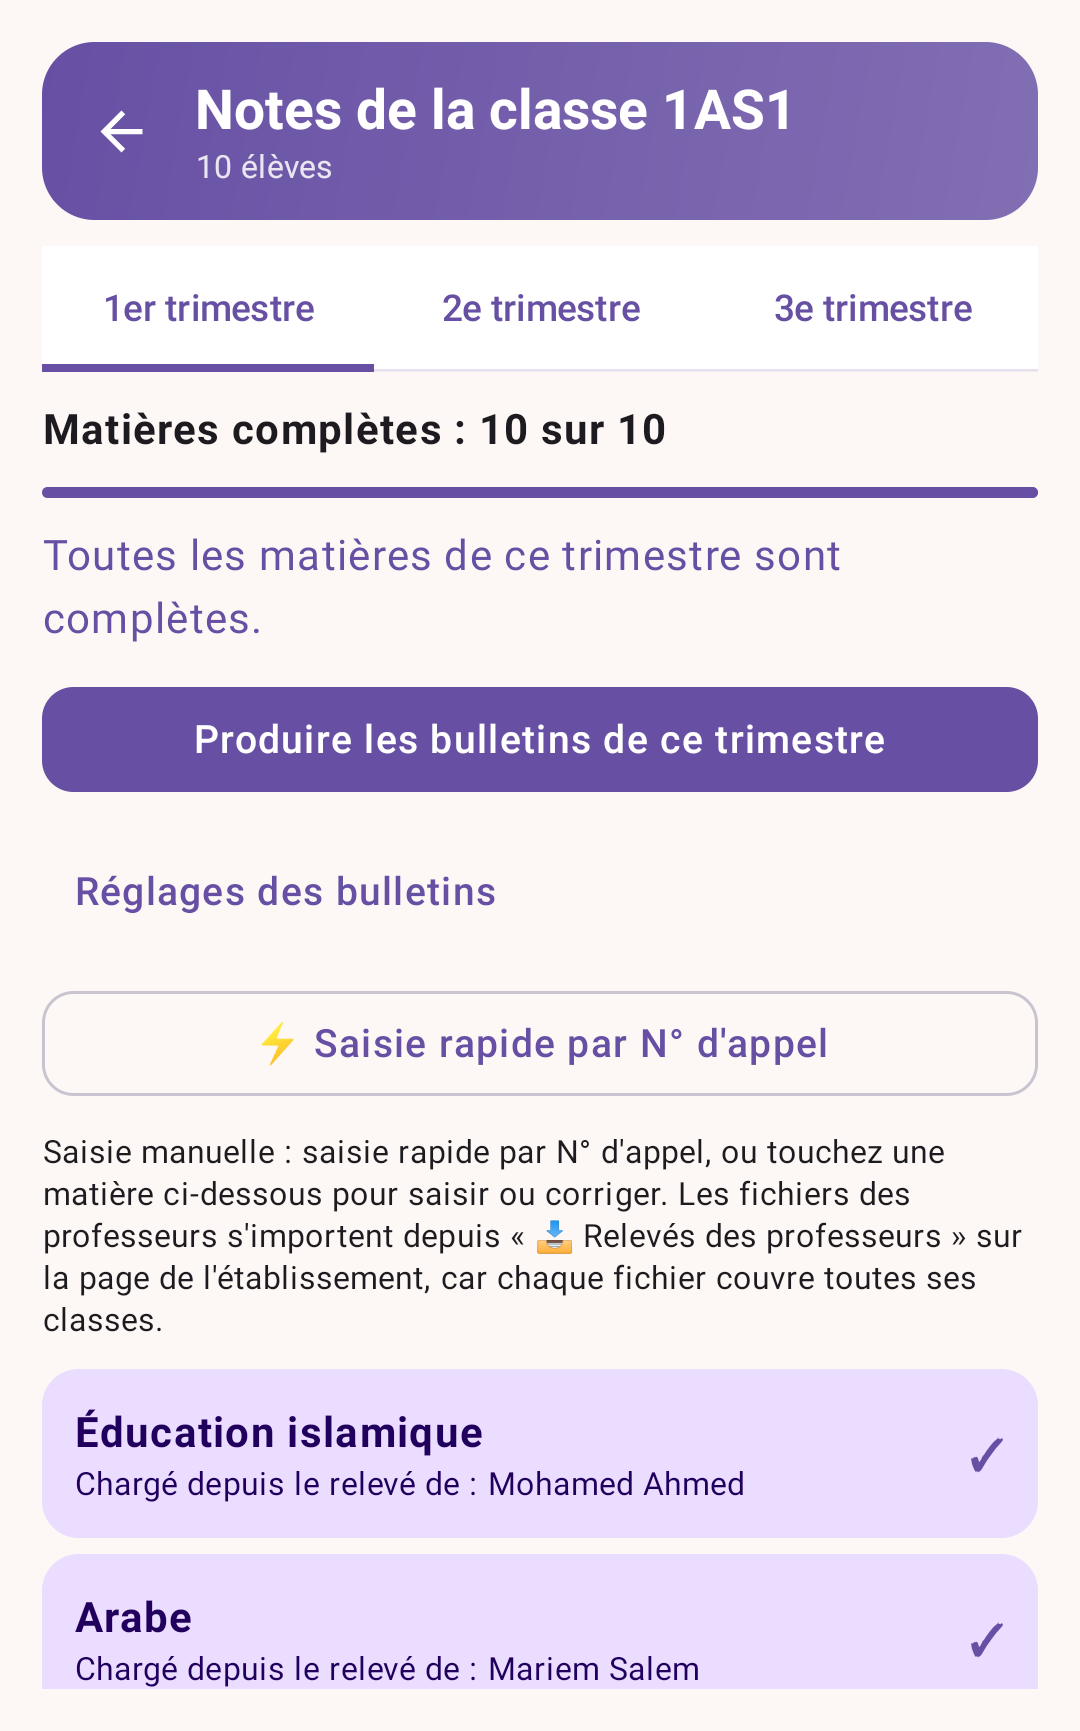 Notes de la classe 1AS1
10 élèves
1er trimestre
2e trimestre
3e trimestre
Matières complètes : 10 sur 10
Toutes les matières de ce trimestre sont
complètes.
Produire les bulletins de ce trimestre
Réglages des bulletins
⚡ Saisie rapide par N° d'appel
Saisie manuelle : saisie rapide par N° d'appel, ou touchez une
matière ci-dessous pour saisir ou corriger. Les fichiers des
professeurs s'importent depuis « 📥 Relevés des professeurs » sur
la page de l'établissement, car chaque fichier couvre toutes ses
classes.
Éducation islamique
Chargé depuis le relevé de : Mohamed Ahmed
✓
Arabe
Chargé depuis le relevé de : Mariem Salem
✓